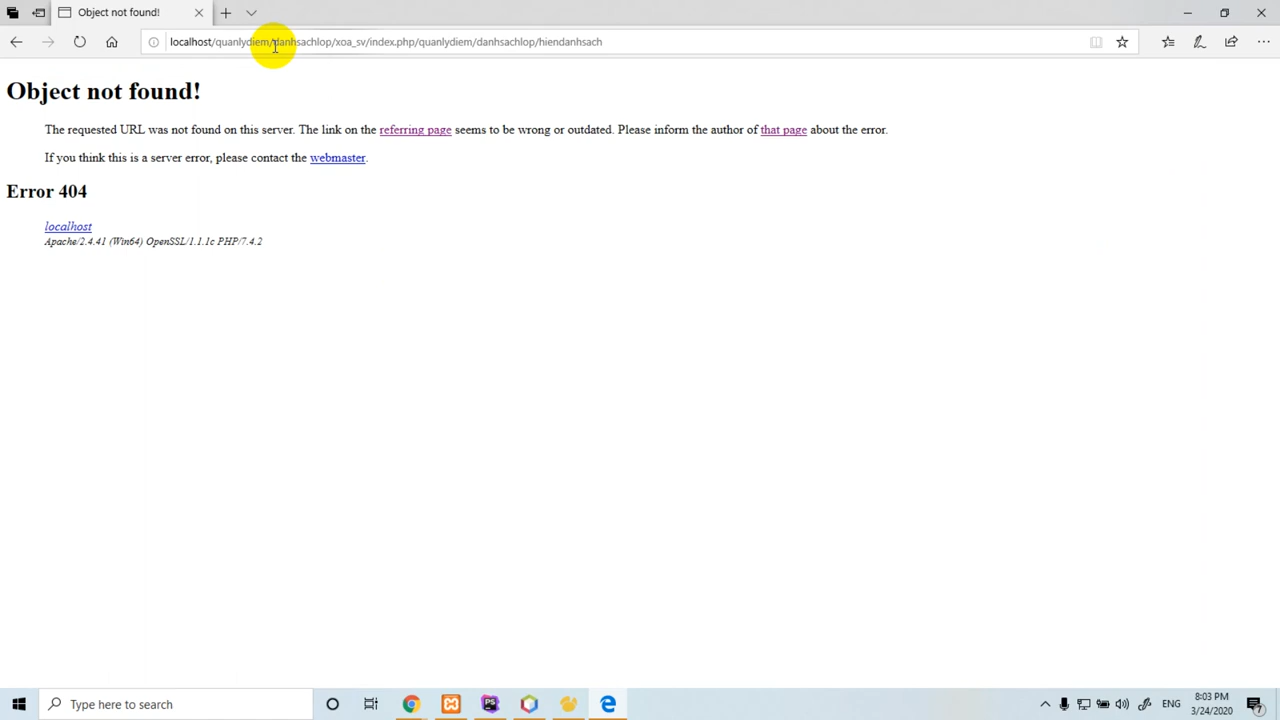 Object not found!
localhost/quanlydiem/danhsachlop/xoa_sv/index.php/quanlydiem/danhsachlop/hiendanhsach
Object not found!
The requested URL was not found on this server. The link on the referring page seems to be wrong or outdated. Please inform the author of that page about the error.
If you think this is a server error, please contact the webmaster.
Error 404
localhost
Apache/2.4.41 (Win64) OpenSSL/1.1.1c PHP/7.4.2
Type here to search
PS
ENG
8:03 PM
3/24/2020
7